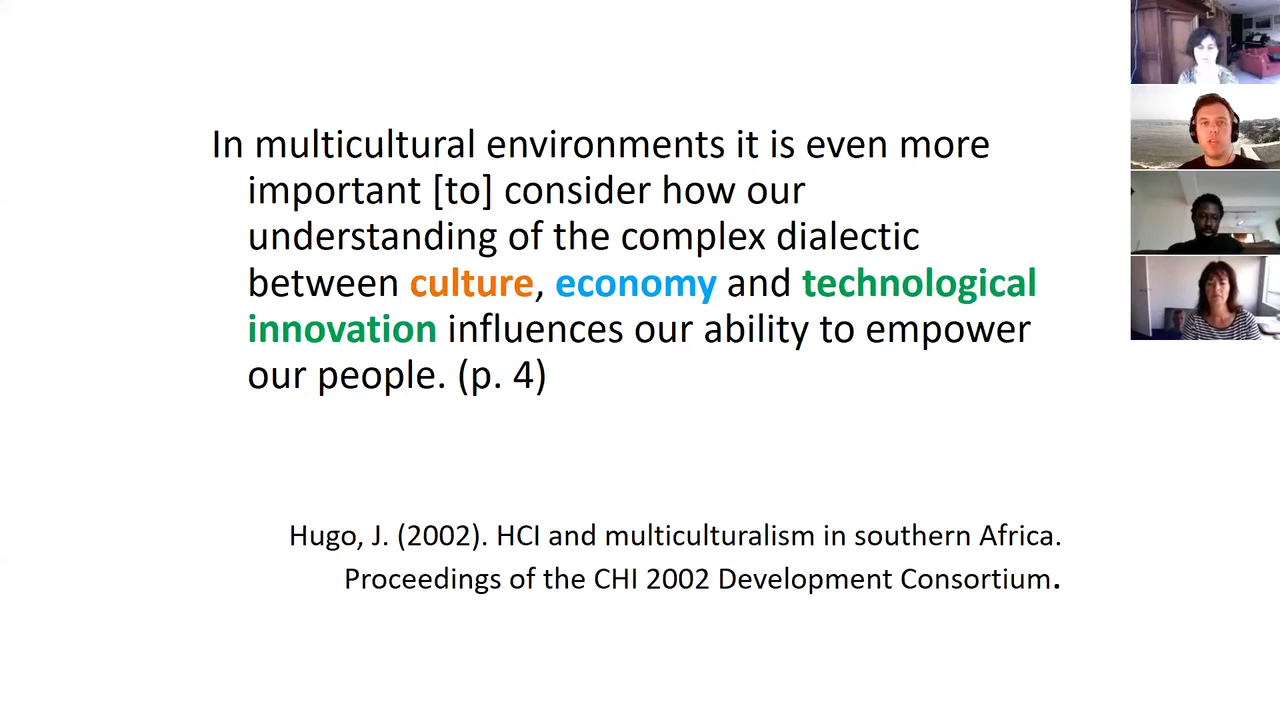 In multicultural environments it is even more
important [to] consider how our
understanding of the complex dialectic
between culture, economy and technological
innovation influences our ability to empower
our people. (p. 4)
Hugo, J. (2002). HCI and multiculturalism in southern Africa.
Proceedings of the CHI 2002 Development Consortium.